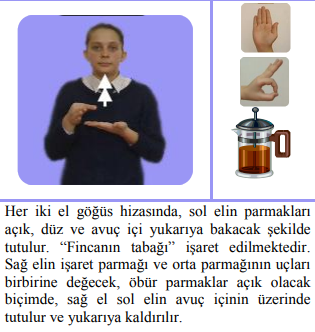 Her iki el göğüs hizasında, sol elin parmakları
açık, düz ve avuç içi yukarıya bakacak şekilde
tutulur. “Fincanın tabağı” işaret edilmektedir.
Sağ elin işaret parmağı ve orta parmağının uçları
birbirine değecek, öbür parmaklar açık olacak
biçimde, sağ el sol elin avuç içinin üzerinde
tutulur ve yukarıya kaldırılır.